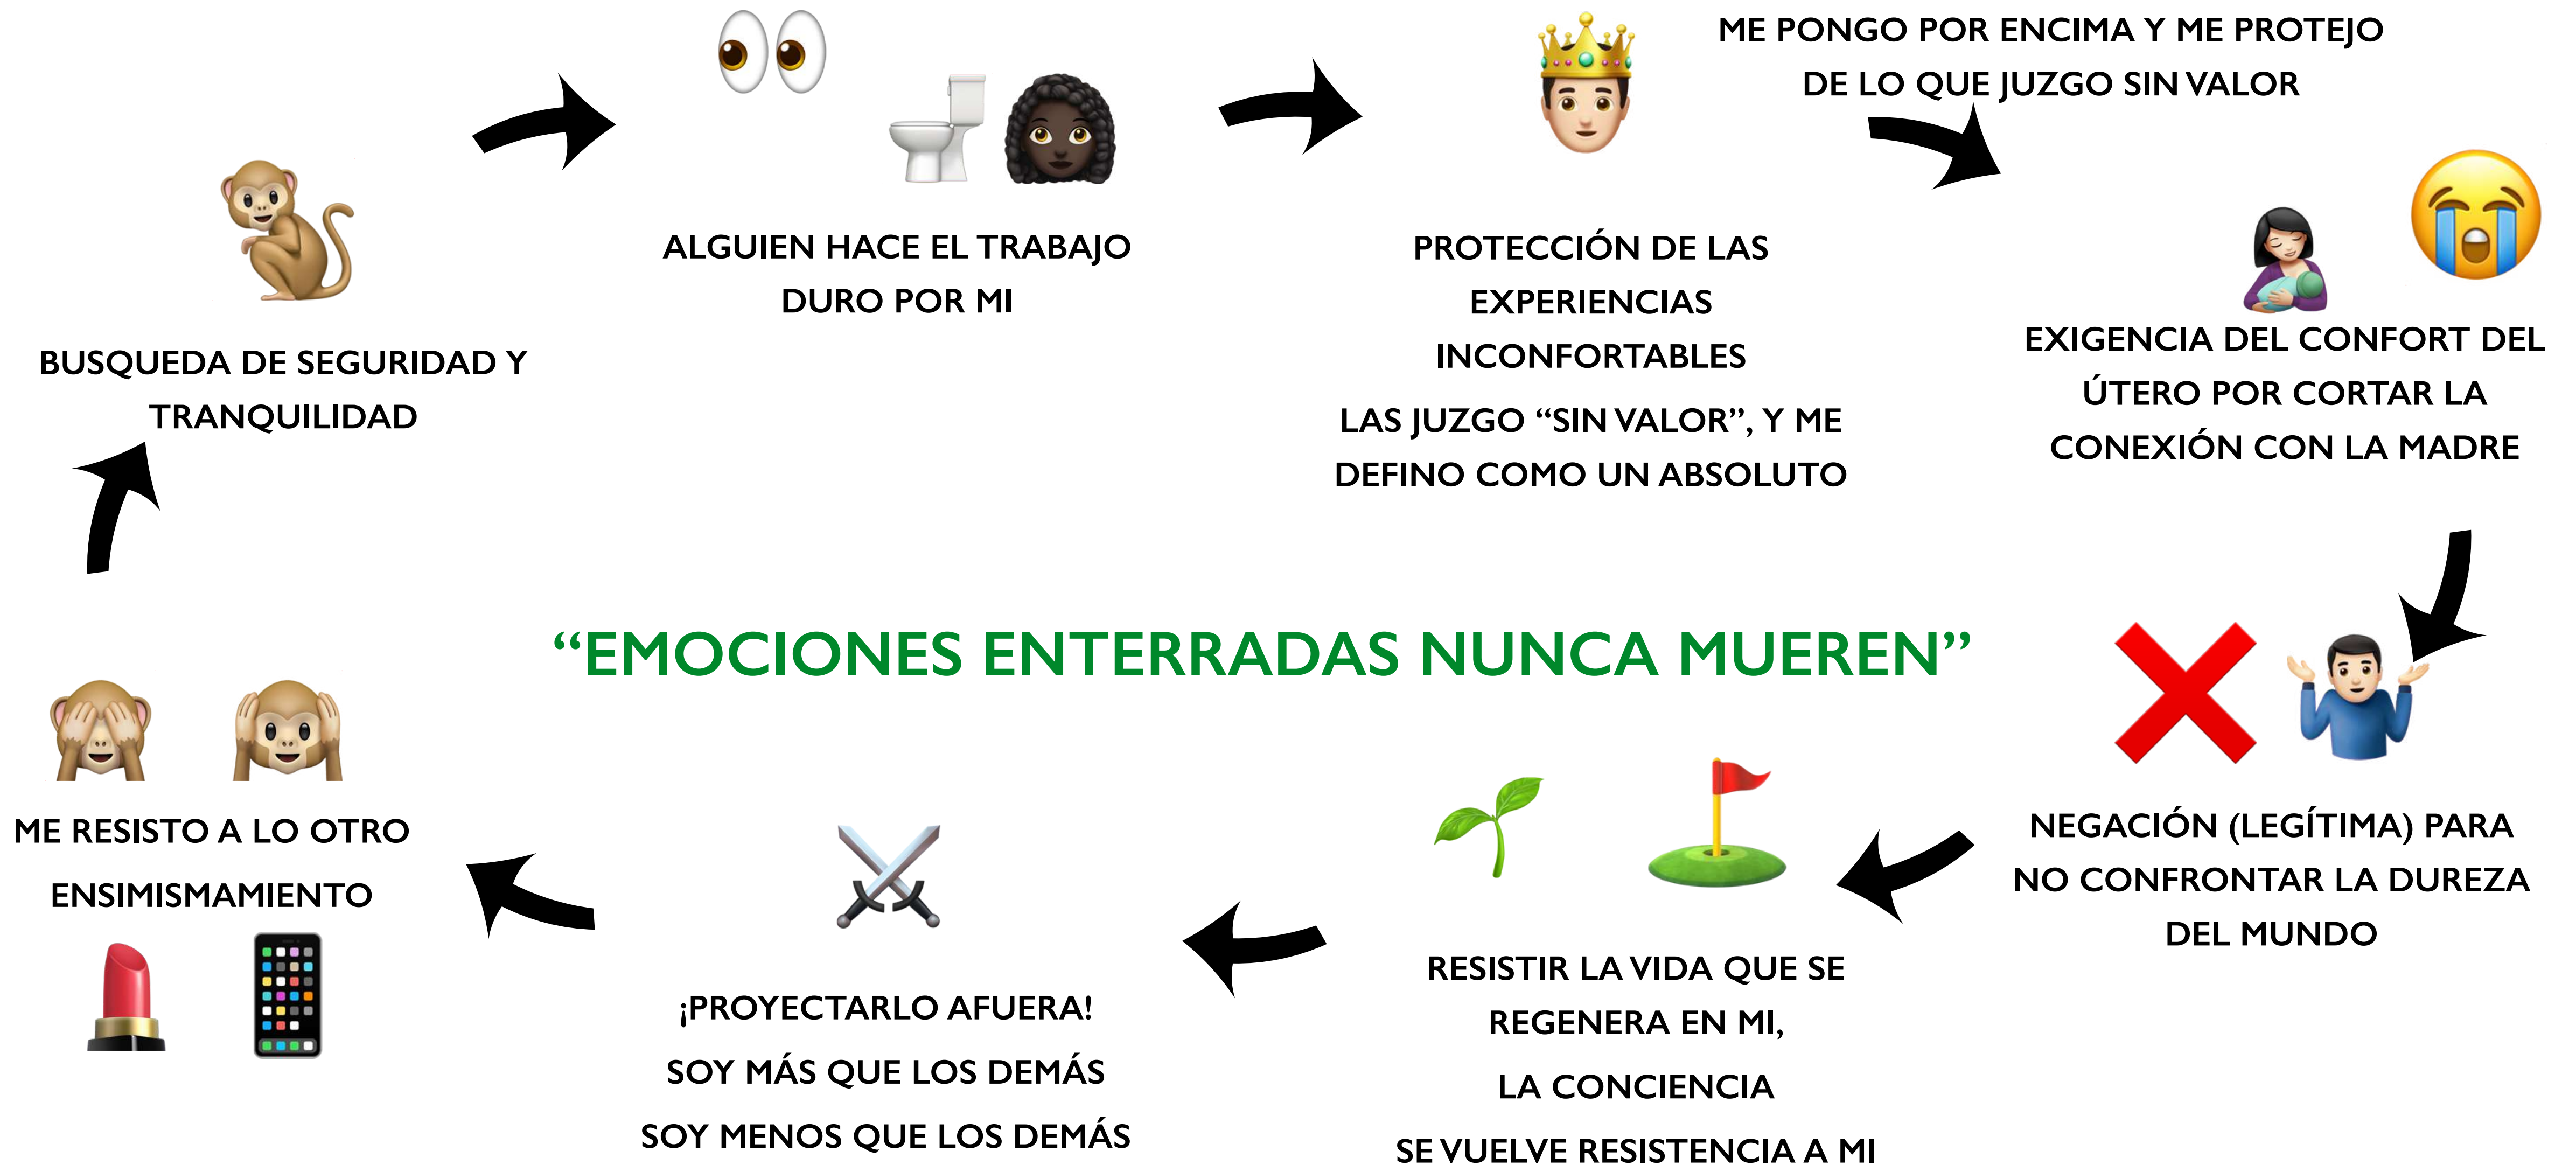 ME PONGO POR ENCIMA Y ME PROTEJO
DE LO QUE JUZGO SIN VALOR
BUSQUEDA DE SEGURIDAD Y
TRANQUILIDAD
ALGUIEN HACE EL TRABAJO
DURO POR MI
PROTECCIÓN DE LAS
EXPERIENCIAS
INCONFORTABLES
LAS JUZGO “SIN VALOR”, Y ME
DEFINO COMO UN ABSOLUTO
EXIGENCIA DEL CONFORT DEL
ÚTERO POR CORTAR LA
CONEXIÓN CON LA MADRE
“EMOCIONES ENTERRADAS NUNCA MUEREN”
NEGACIÓN (LEGÍTIMA) PARA
NO CONFRONTAR LA DUREZA
DEL MUNDO
RESISTIR LA VIDA QUE SE
REGENERA EN MI,
LA CONCIENCIA
SE VUELVE RESISTENCIA A MI
¡PROYECTARLO AFUERA!
SOY MÁS QUE LOS DEMÁS
SOY MENOS QUE LOS DEMÁS
ME RESISTO A LO OTRO
ENSIMISMAMIENTO